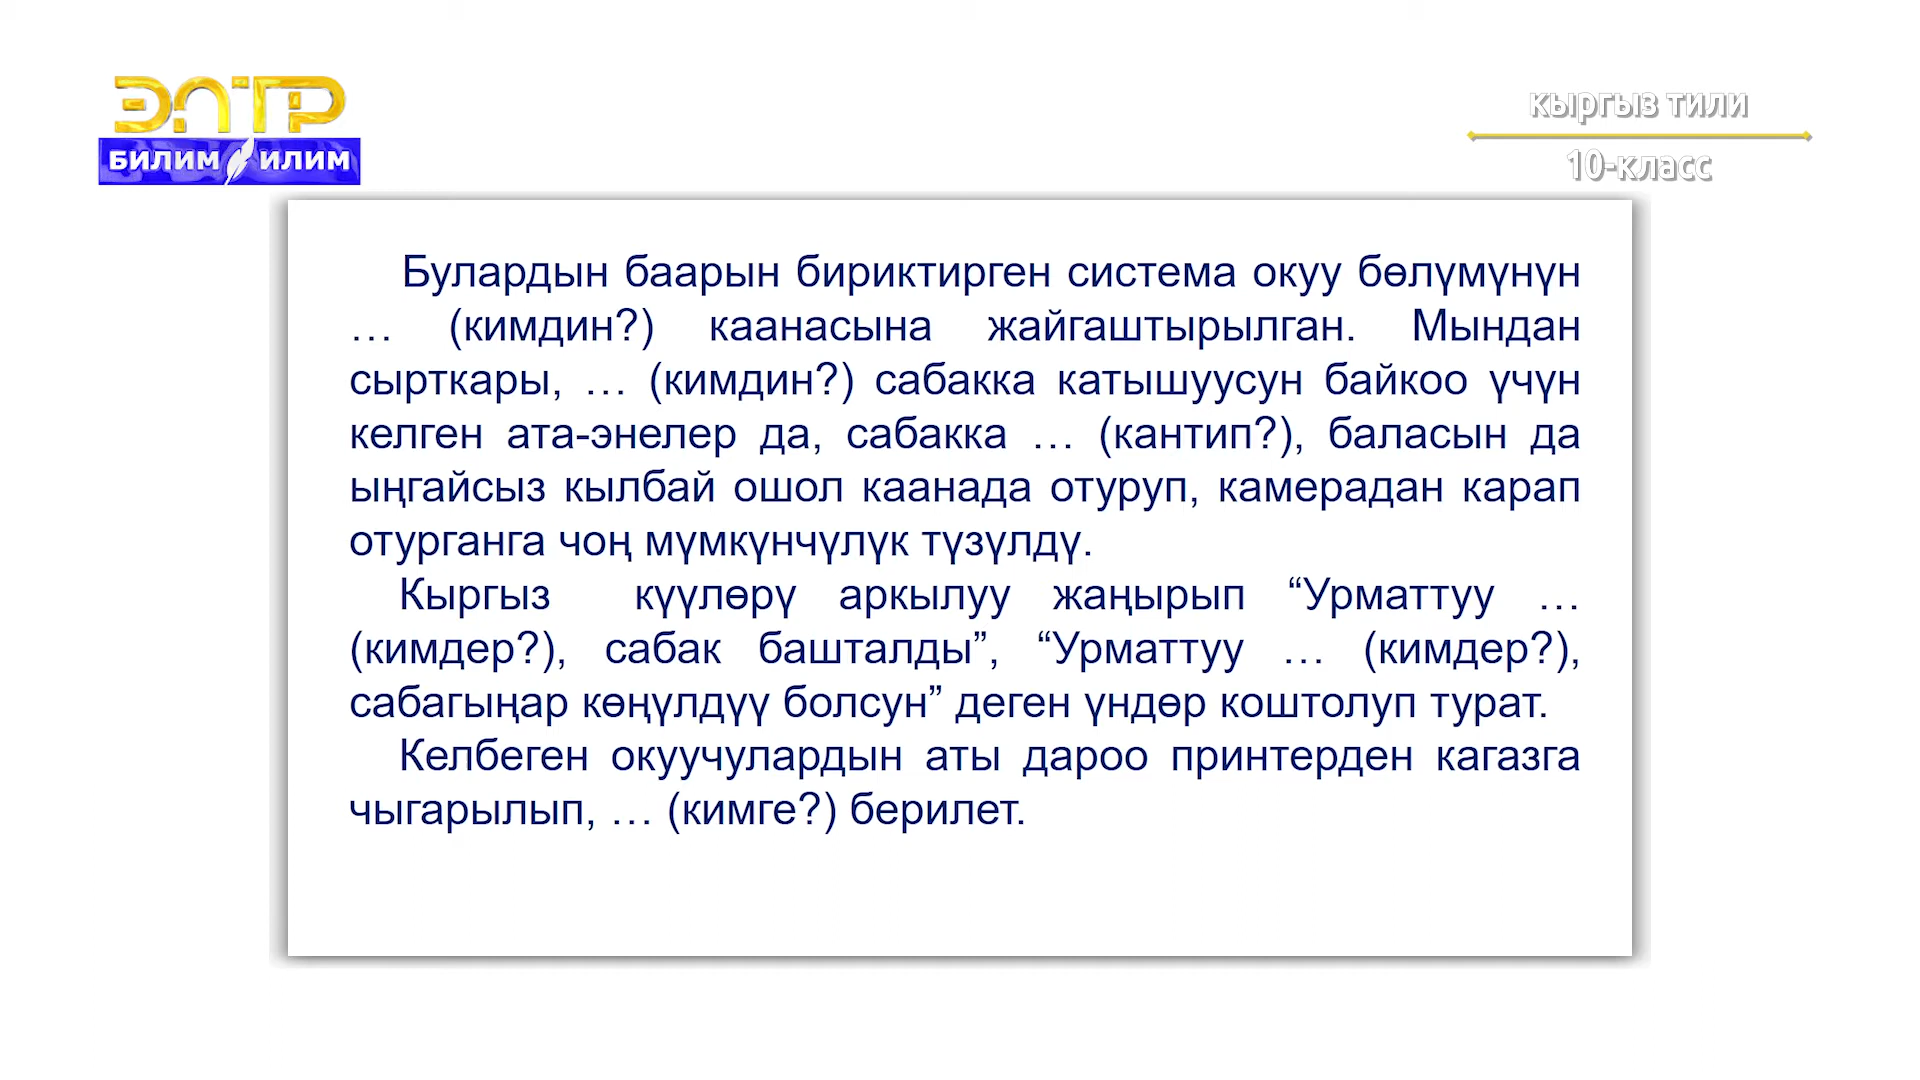 ЭЛТР
БИЛИМ ИЛИМ
кыргыз тили
10-класс
Булардын баарын бириктирген система окуу бөлүмүнүн
… (кимдин?) каанасына жайгаштырылган. Мындан
сырткары, … (кимдин?) сабакка катышуусун байкоо үчүн
келген ата-энелер да, сабакка … (кантип?), баласын да
ыңгайсыз кылбай ошол каанада отуруп, камерадан карап
отурганга чоң мүмкүнчүлүк түзүлдү.
Кыргыз күүлөрү аркылуу жаңырып “Урматтуу …
(кимдер?), сабак башталды”, “Урматтуу … (кимдер?),
сабагыңар көңүлдүү болсун” деген үндөр коштолуп турат.
Келбеген окуучулардын аты дароо принтерден кагазга
чыгарылып, … (кимге?) берилет.